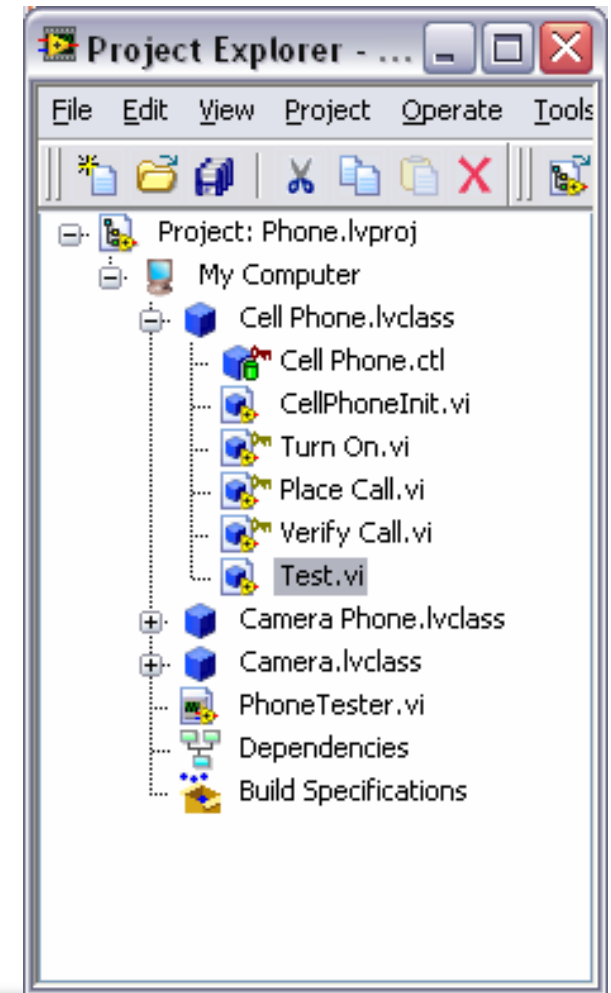 Project Explorer - ...
File Edit View Project Operate Tools
Project: Phone.lvproj
My Computer
Cell Phone.lvclass
Cell Phone.ctl
CellPhoneInit.vi
Turn On.vi
Place Call.vi
Verify Call.vi
Test.vi
Camera Phone.lvclass
Camera.lvclass
PhoneTester.vi
Dependencies
Build Specifications